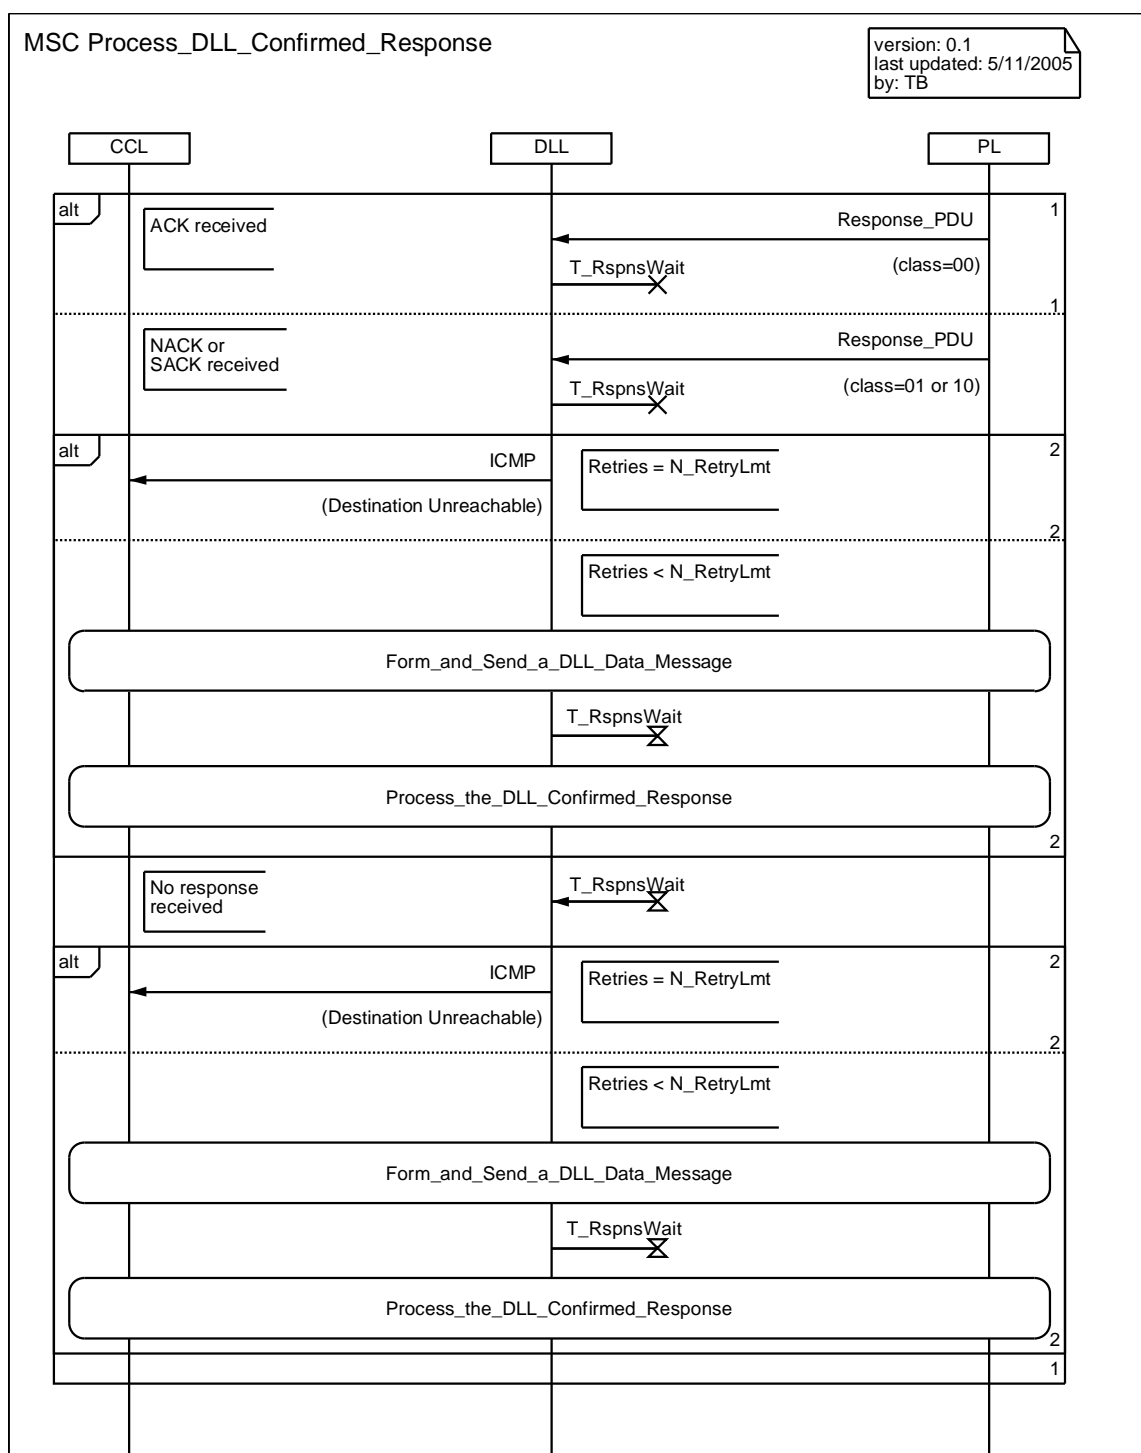 MSC Process_DLL_Confirmed_Response
version: 0.1
last updated: 5/11/2005
by: TB
CCL
DLL
PL
alt
1
ACK received
Response_PDU
T_RspnsWait
(class=00)
1
NACK or
SACK received
Response_PDU
T_RspnsWait
(class=01 or 10)
alt
2
ICMP
Retries = N_RetryLmt
(Destination Unreachable)
2
Retries < N_RetryLmt
Form_and_Send_a_DLL_Data_Message
T_RspnsWait
Process_the_DLL_Confirmed_Response
2
No response
received
T_RspnsWait
alt
2
ICMP
Retries = N_RetryLmt
(Destination Unreachable)
2
Retries < N_RetryLmt
Form_and_Send_a_DLL_Data_Message
T_RspnsWait
Process_the_DLL_Confirmed_Response
2
1